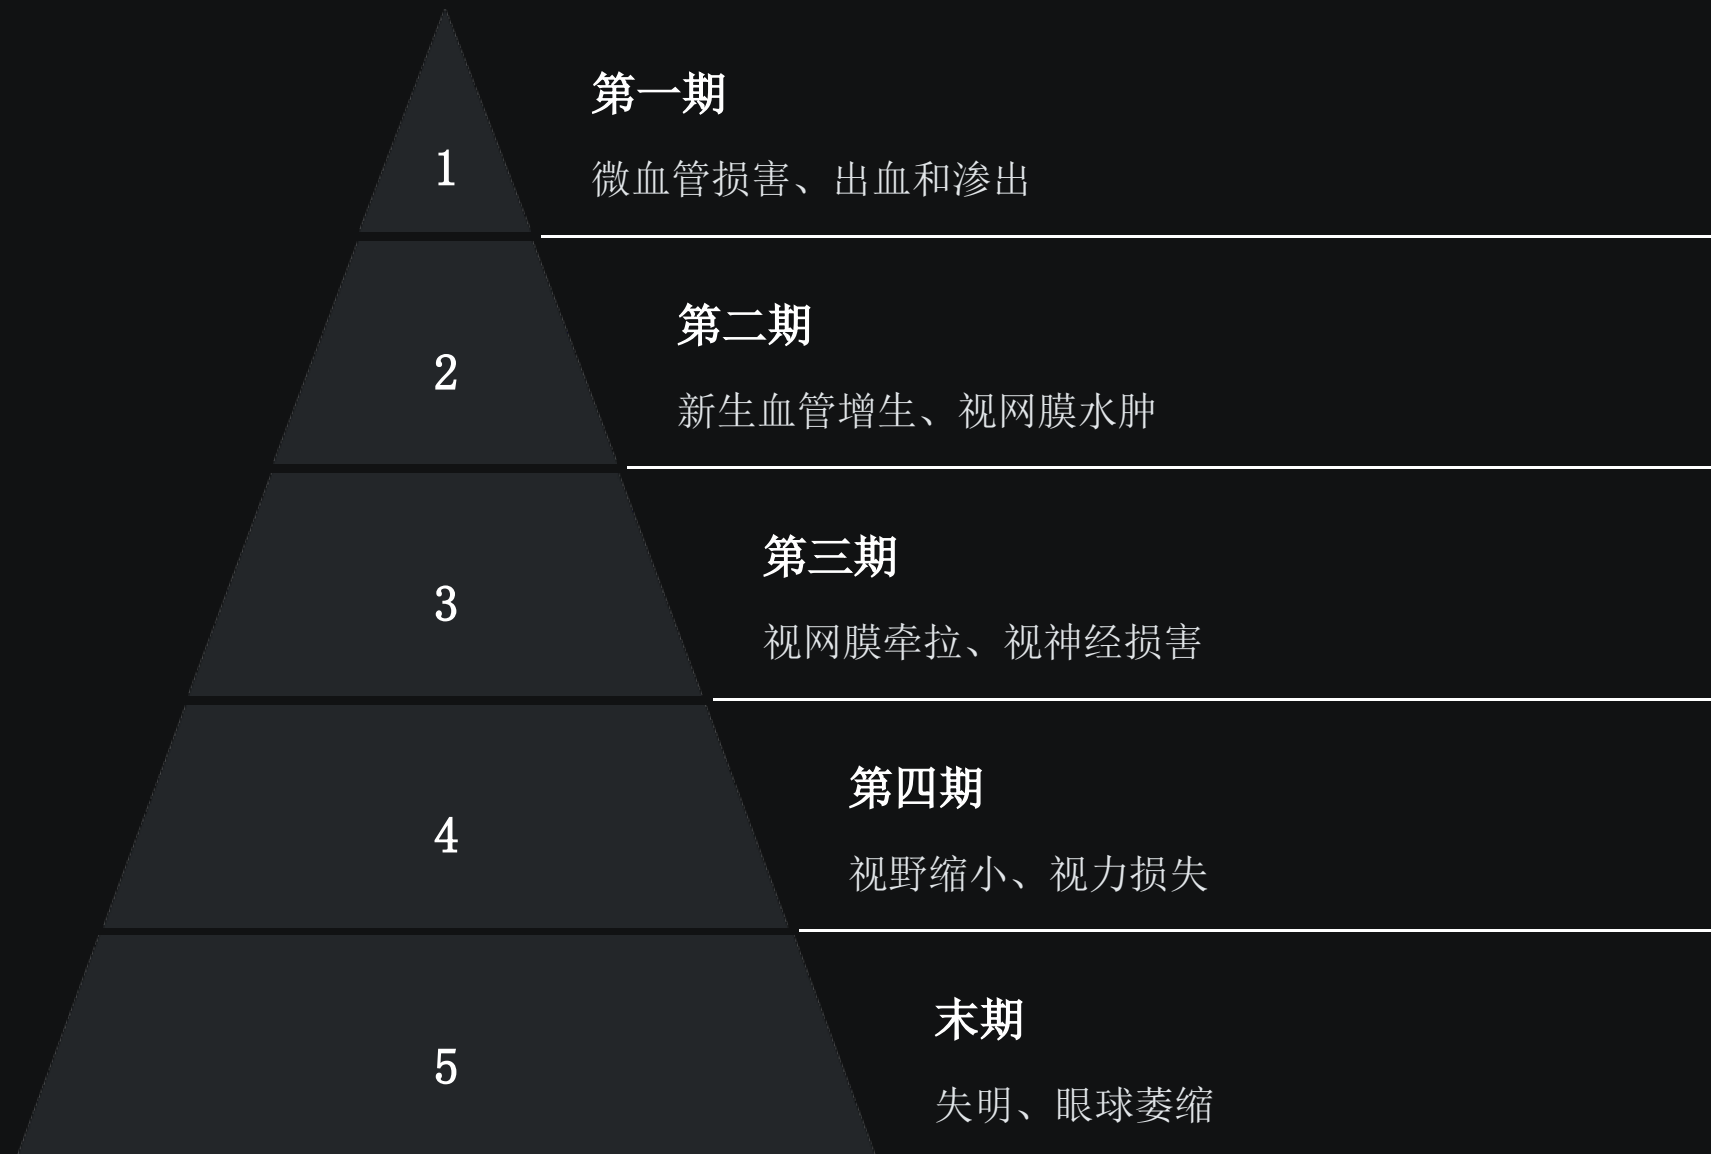 1
第一期
微血管损害、出血和渗出
2
第二期
新生血管增生、视网膜水肿
3
第三期
视网膜牵拉、视神经损害
4
第四期
视野缩小、视力损失
5
末期
失明、眼球萎缩